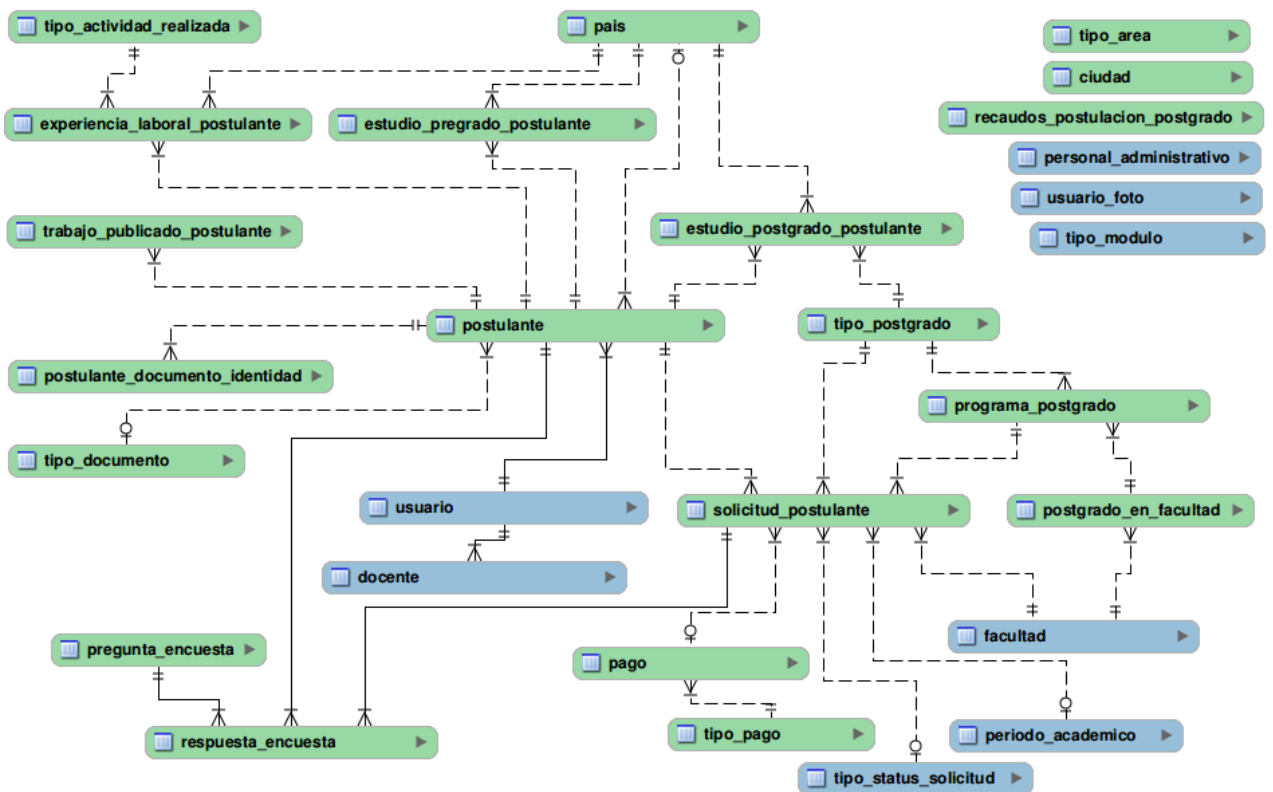 tipo_actividad_realizada
pais
tipo_area
ciudad
experiencia_laboral_postulante
estudio_pregrado_postulante
recaudos_postulacion_postgrado
personal_administrativo
usuario_foto
trabajo_publicado_postulante
estudio_postgrado_postulante
tipo_modulo
postulante
tipo_postgrado
postulante_documento_identidad
programa_postgrado
tipo_documento
usuario
solicitud_postulante
postgrado_en_facultad
docente
facultad
pregunta_encuesta
pago
respuesta_encuesta
tipo_pago
periodo_academico
tipo_status_solicitud